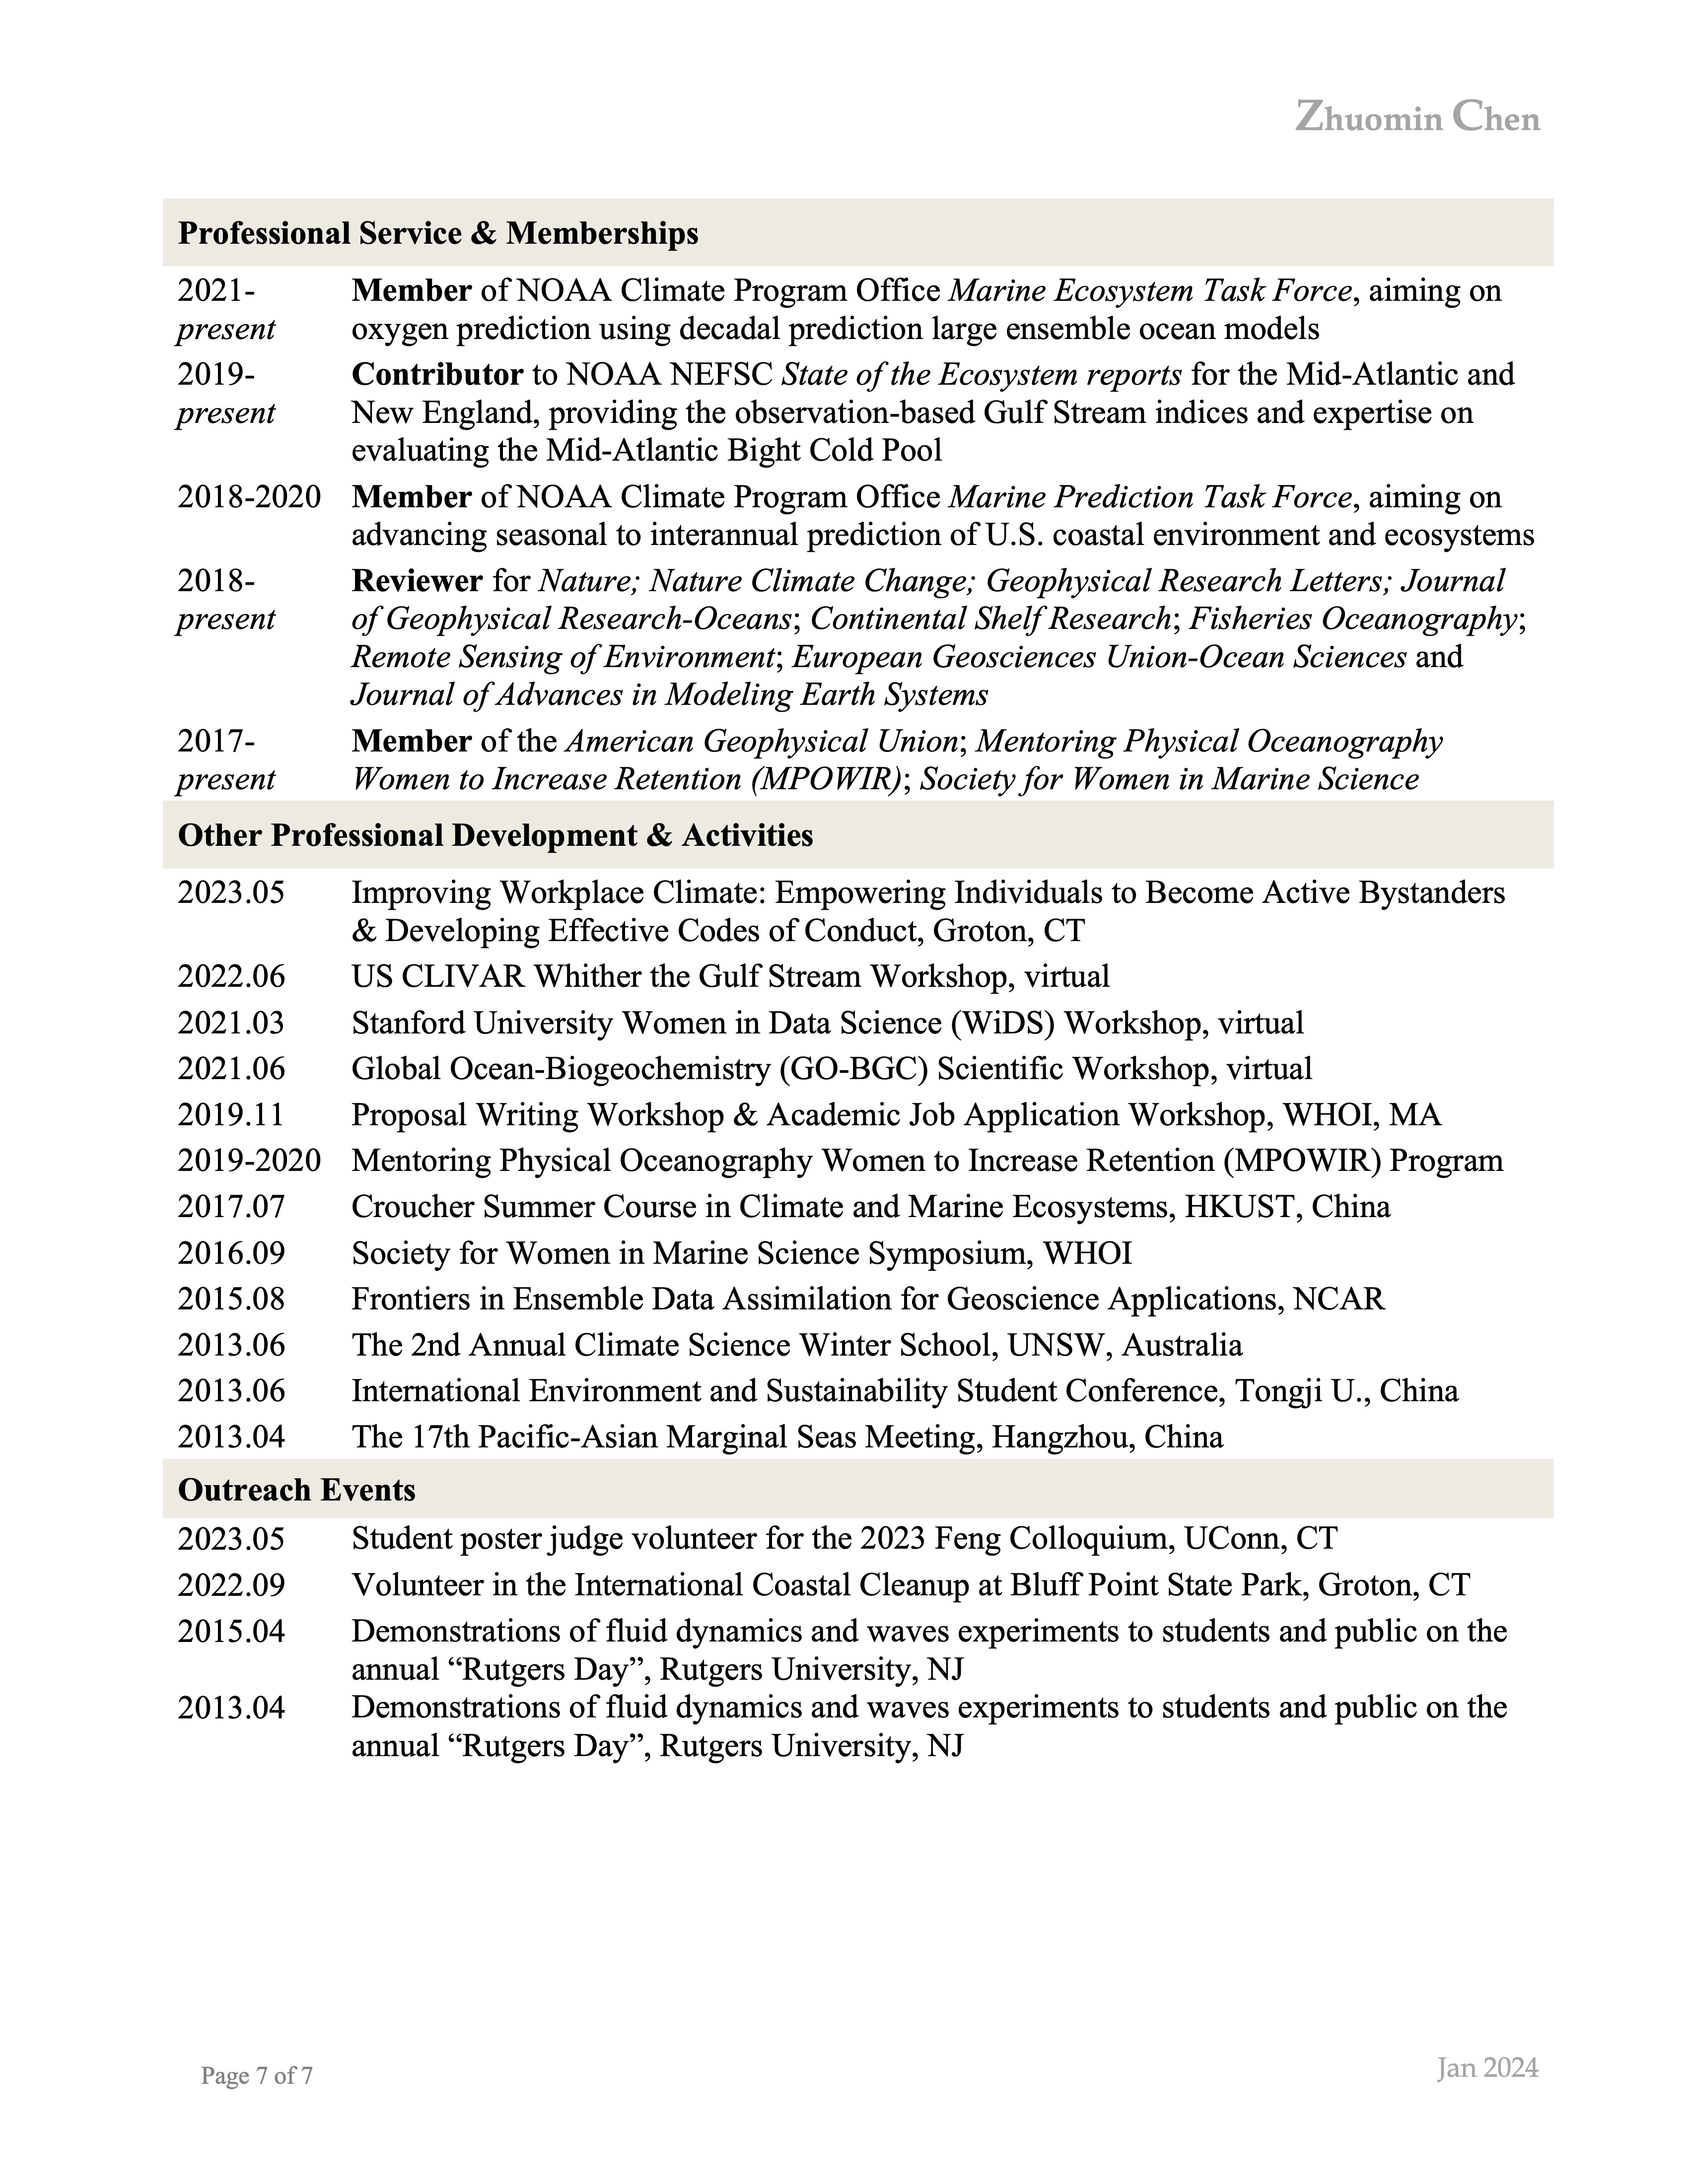 Zhuomin Chen
Professional Service & Memberships
2021- Member of NOAA Climate Program Office Marine Ecosystem Task Force, aiming on
present oxygen prediction using decadal prediction large ensemble ocean models
2019- Contributor to NOAA NEFSC State of the Ecosystem reports for the Mid-Atlantic and
present New England, providing the observation-based Gulf Stream indices and expertise on
evaluating the Mid-Atlantic Bight Cold Pool
2018-2020 Member of NOAA Climate Program Office Marine Prediction Task Force, aiming on
advancing seasonal to interannual prediction of U.S. coastal environment and ecosystems
2018- Reviewer for Nature; Nature Climate Change; Geophysical Research Letters; Journal
present of Geophysical Research-Oceans; Continental Shelf Research; Fisheries Oceanography;
Remote Sensing of Environment; European Geosciences Union-Ocean Sciences and
Journal of Advances in Modeling Earth Systems
2017- Member of the American Geophysical Union; Mentoring Physical Oceanography
present Women to Increase Retention (MPOWIR); Society for Women in Marine Science
Other Professional Development & Activities
2023.05 Improving Workplace Climate: Empowering Individuals to Become Active Bystanders
& Developing Effective Codes of Conduct, Groton, CT
2022.06 US CLIVAR Whither the Gulf Stream Workshop, virtual
2021.03 Stanford University Women in Data Science (WiDS) Workshop, virtual
2021.06 Global Ocean-Biogeochemistry (GO-BGC) Scientific Workshop, virtual
2019.11 Proposal Writing Workshop & Academic Job Application Workshop, WHOI, MA
2019-2020 Mentoring Physical Oceanography Women to Increase Retention (MPOWIR) Program
2017.07 Croucher Summer Course in Climate and Marine Ecosystems, HKUST, China
2016.09 Society for Women in Marine Science Symposium, WHOI
2015.08 Frontiers in Ensemble Data Assimilation for Geoscience Applications, NCAR
2013.06 The 2nd Annual Climate Science Winter School, UNSW, Australia
2013.06 International Environment and Sustainability Student Conference, Tongji U., China
2013.04 The 17th Pacific-Asian Marginal Seas Meeting, Hangzhou, China
Outreach Events
2023.05 Student poster judge volunteer for the 2023 Feng Colloquium, UConn, CT
2022.09 Volunteer in the International Coastal Cleanup at Bluff Point State Park, Groton, CT
2015.04 Demonstrations of fluid dynamics and waves experiments to students and public on the
annual “Rutgers Day”, Rutgers University, NJ
2013.04 Demonstrations of fluid dynamics and waves experiments to students and public on the
annual “Rutgers Day”, Rutgers University, NJ
Page 7 of 7 Jan 2024